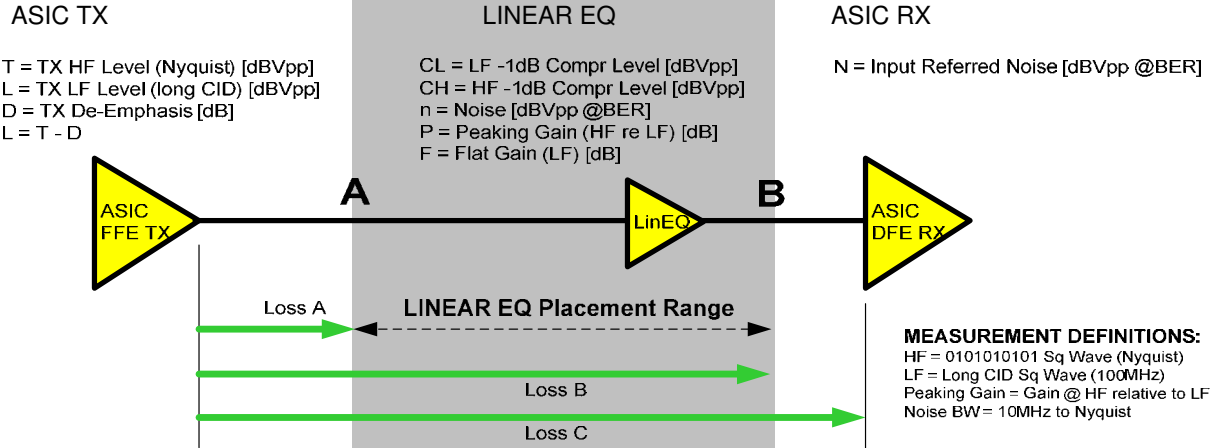 ASIC TX
LINEAR EQ
ASIC RX
T = TX HF Level (Nyquist) [dBVpp]
L = TX LF Level (long CID) [dBVpp]
D = TX De-Emphasis [dB]
L = T - D
CL = LF -1dB Compr Level [dBVpp]
CH = HF -1dB Compr Level [dBVpp]
n = Noise [dBVpp @BER]
P = Peaking Gain (HF re LF) [dB]
F = Flat Gain (LF) [dB]
N = Input Referred Noise [dBVpp @BER]
A
B
ASIC
FFE TX
LinEQ
ASIC
DFE RX
Loss A
LINEAR EQ Placement Range
Loss B
Loss C
MEASUREMENT DEFINITIONS:
HF = 0101010101 Sq Wave (Nyquist)
LF = Long CID Sq Wave (100MHz)
Peaking Gain = Gain @ HF relative to LF
Noise BW = 10MHz to Nyquist